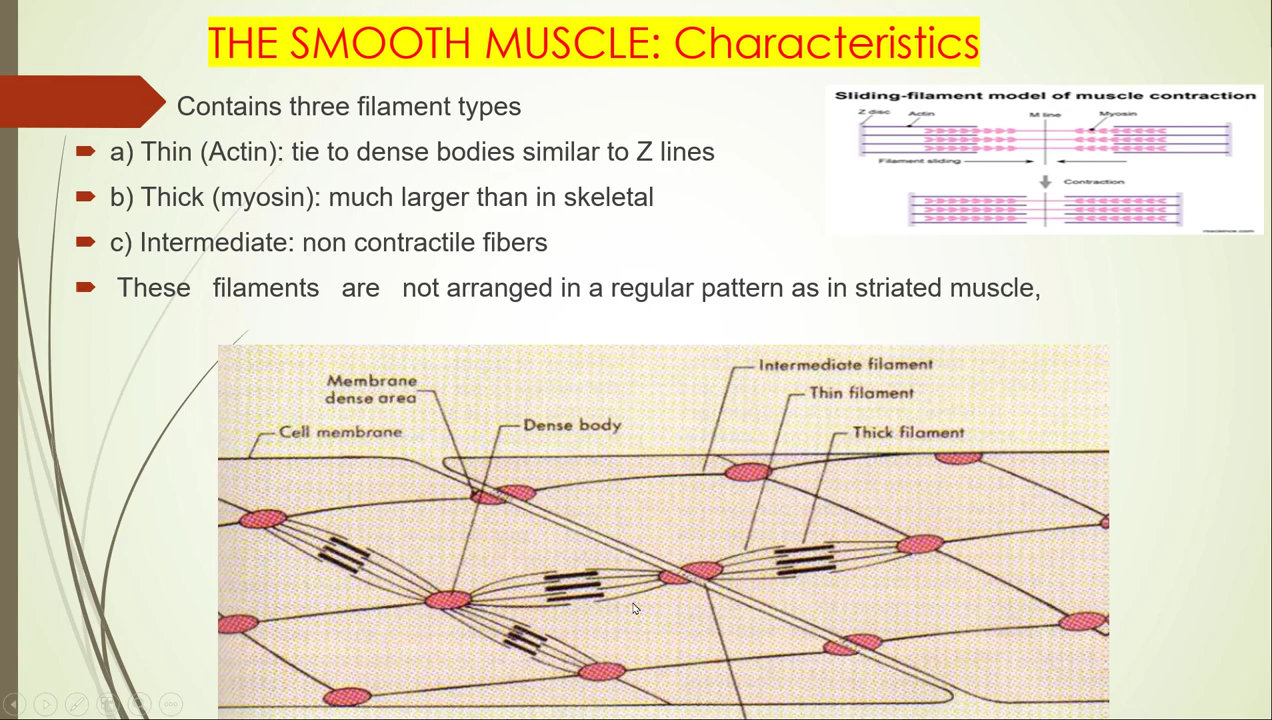 THE SMOOTH MUSCLE: Characteristics
Contains three filament types
a) Thin (Actin): tie to dense bodies similar to Z lines
b) Thick (myosin): much larger than in skeletal
c) Intermediate: non contractile fibers
These filaments are not arranged in a regular pattern as in striated muscle,
Sliding-filament model of muscle contraction
Z disc Actin M line Myosin
Filament sliding
Contraction
Intermediate filament
Membrane
dense area
Thin filament
Cell membrane
Dense body
Thick filament